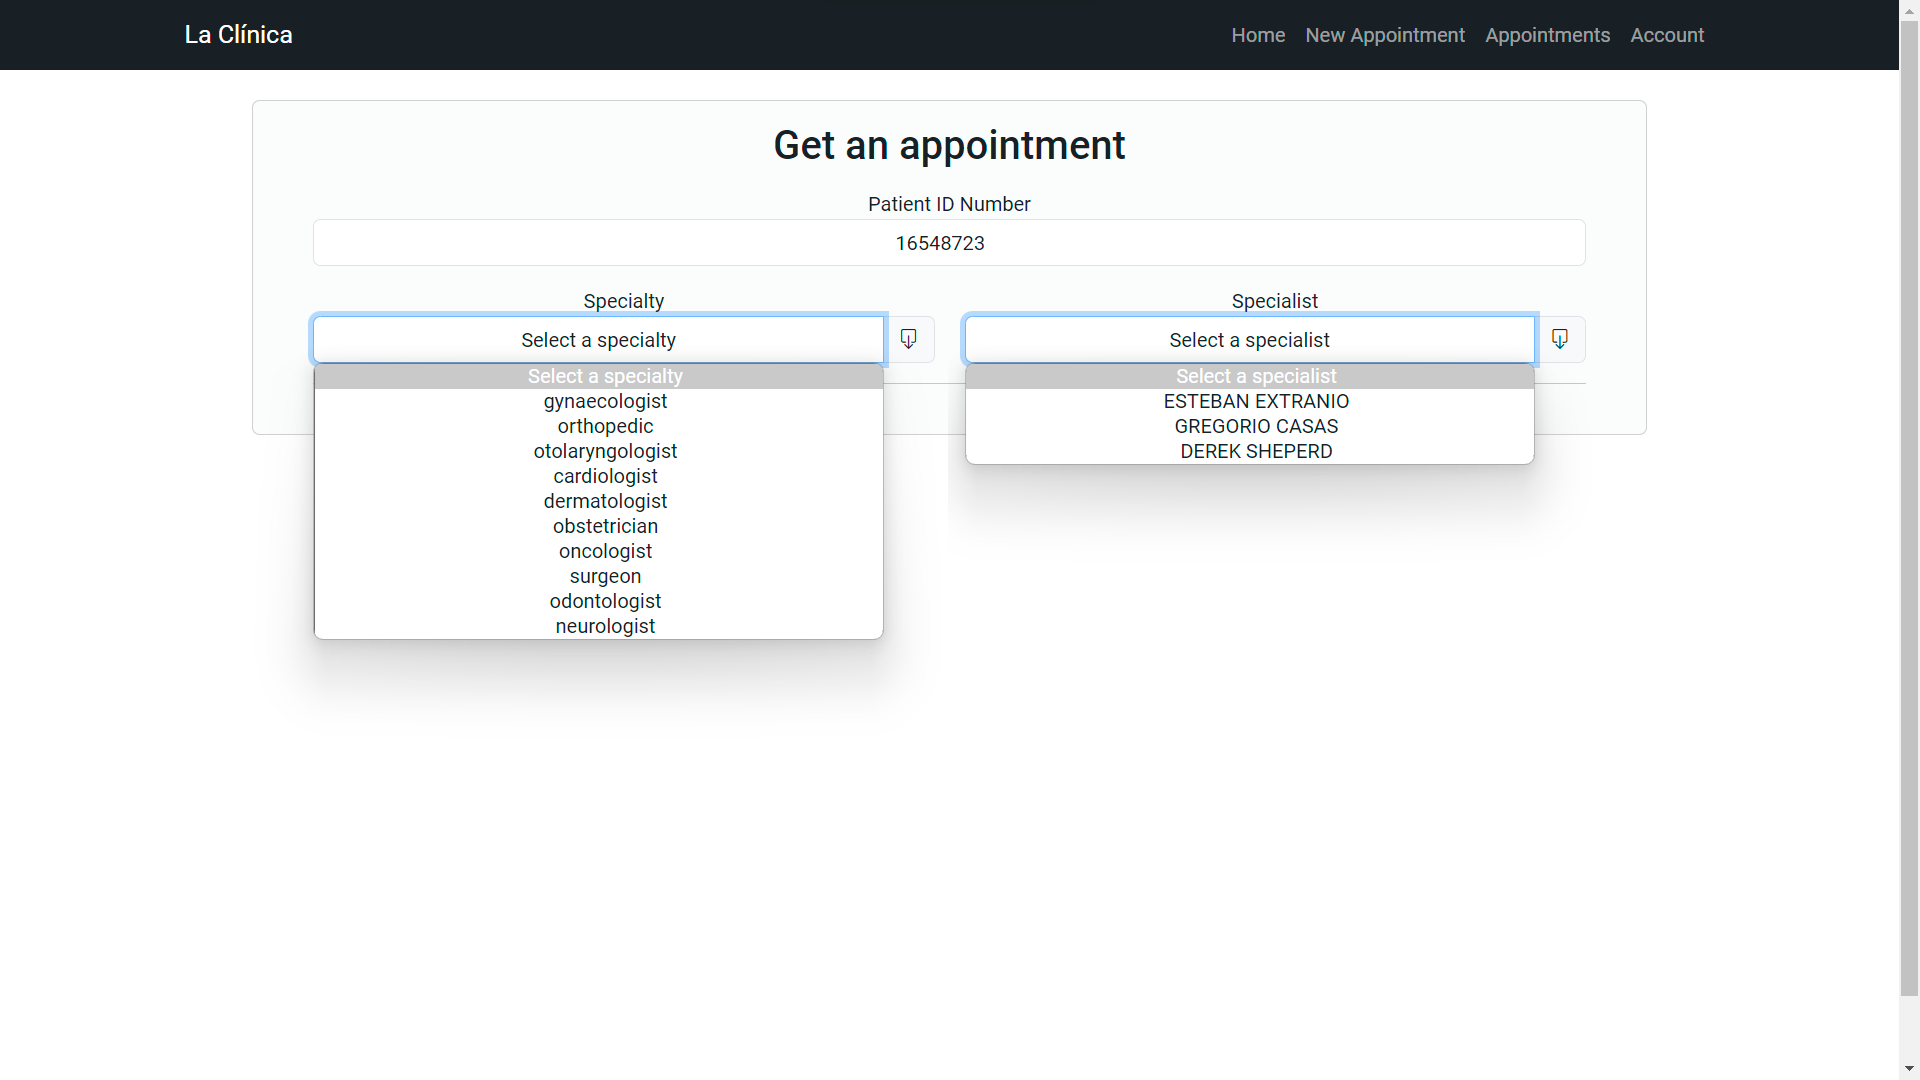 La Clínica
Home New Appointment Appointments Account
Get an appointment
Patient ID Number
16548723
Specialty
Select a specialty
Select a specialty
gynaecologist
orthopedic
otolaryngologist
cardiologist
dermatologist
obstetrician
oncologist
surgeon
odontologist
neurologist
Specialist
Select a specialist
Select a specialist
ESTEBAN EXTRANIO
GREGORIO CASAS
DEREK SHEPERD